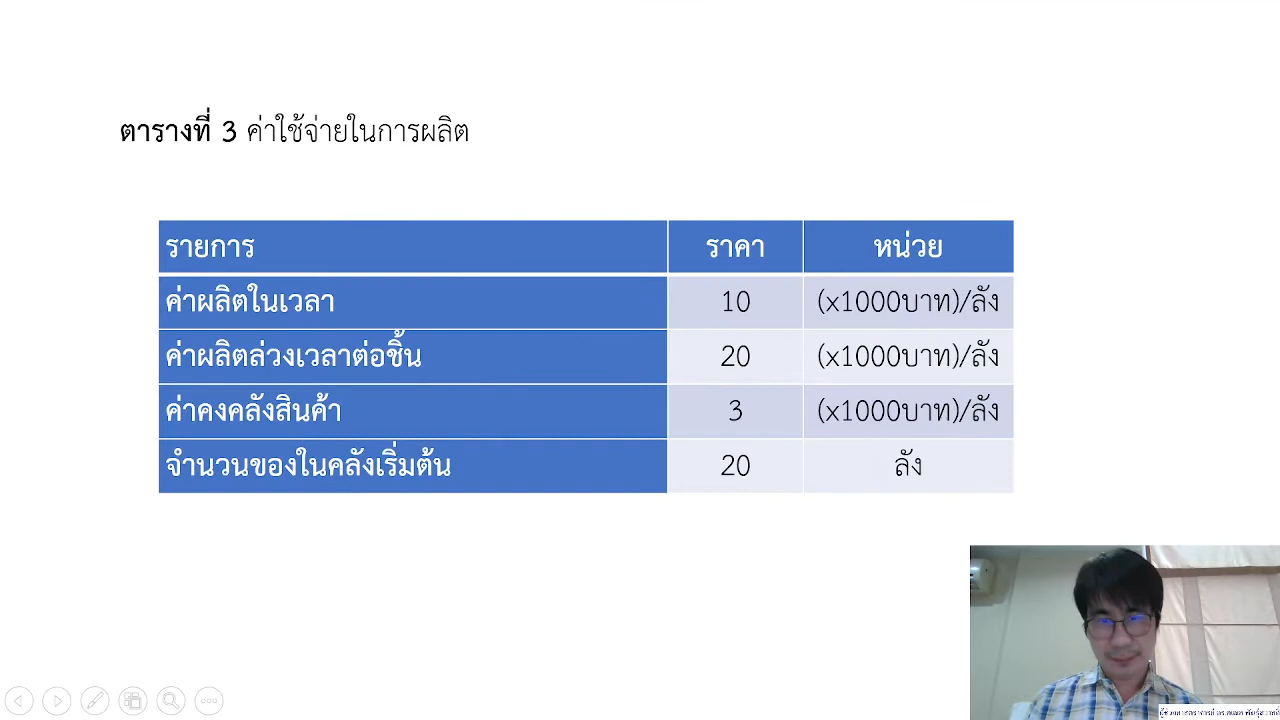 ตารางที่ 3 ค่าใช้จ่ายในการผลิต
รายการ ราคา หน่วย
ค่าผลิตในเวลา 10 (x1000บาท)/ลัง
ค่าผลิตล่วงเวลาต่อชิ้น 20 (x1000บาท)/ลัง
ค่าคงคลังสินค้า 3 (x1000บาท)/ลัง
จำนวนของในคลังเริ่มต้น 20 ลัง